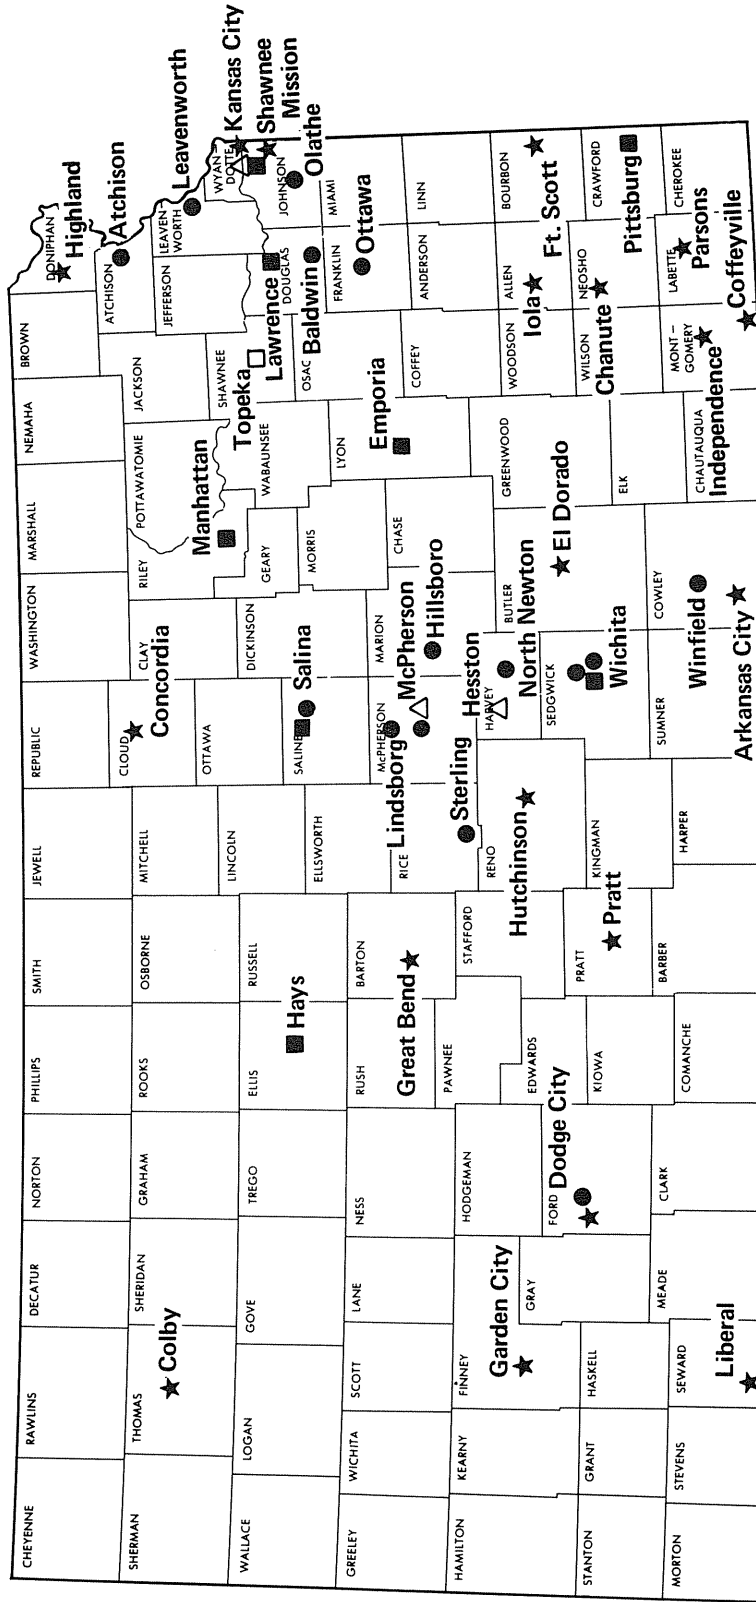 CHEYENNE
RAWLINS
DECATUR
NORTON
PHILLIPS
SMITH
JEWELL
REPUBLIC
WASHINGTON
MARSHALL
NEMAHA
BROWN
DONIPHAN
Highland
SHERMAN
THOMAS
Colby
SHERIDAN
GRAHAM
ROOKS
OSBORNE
MITCHELL
CLOUD
Concordia
CLAY
RILEY
POTTAWATOMIE
Manhattan
JACKSON
ATCHISON
Atchison
JEFFERSON
LEAVEN
WORTH
Leavenworth
WYAN-
DOTTE
Kansas City
Shawnee
Mission
WALLACE
LOGAN
GOVE
TREGO
ELLIS
Hays
RUSSELL
LINCOLN
OTTAWA
ELLSWORTH
SALINE
Salina
DICKINSON
GEARY
MORRIS
WABAUNSEE
SHAWNEE
Topeka
OSAG
DOUGLAS
Lawrence
Baldwin
JOHNSON
Olathe
GREELEY
WICHITA
SCOTT
LANE
NESS
RUSH
BARTON
Great Bend
RICE
Lindsborg
McPHERSON
McPherson
MARION
Hillsboro
CHASE
LYON
Emporia
COFFEY
FRANKLIN
Ottawa
MIAMI
ANDERSON
LINN
HAMILTON
KEARNY
FINNEY
Garden City
GRAY
HODGEMAN
PAWNEE
EDWARDS
STAFFORD
RENO
Sterling
Hutchinson
HARVEY
Hesston
North Newton
SEDGWICK
Wichita
BUTLER
El Dorado
GREENWOOD
WOODSON
ALLEN
Iola
BOURBON
Ft. Scott
STANTON
GRANT
HASKELL
FORD
Dodge City
KIOWA
PRATT
Pratt
KINGMAN
ELK
WILSON
Chanute
NEOSHO
CRAWFORD
Pittsburg
MORTON
STEVENS
SEWARD
Liberal
MEADE
CLARK
COMANCHE
BARBER
HARPER
SUMNER
COWLEY
Winfield
Arkansas City
CHAUTAUQUA
Independence
MONT-
GOMERY
Coffeyville
LABETTE
Parsons
CHEROKEE